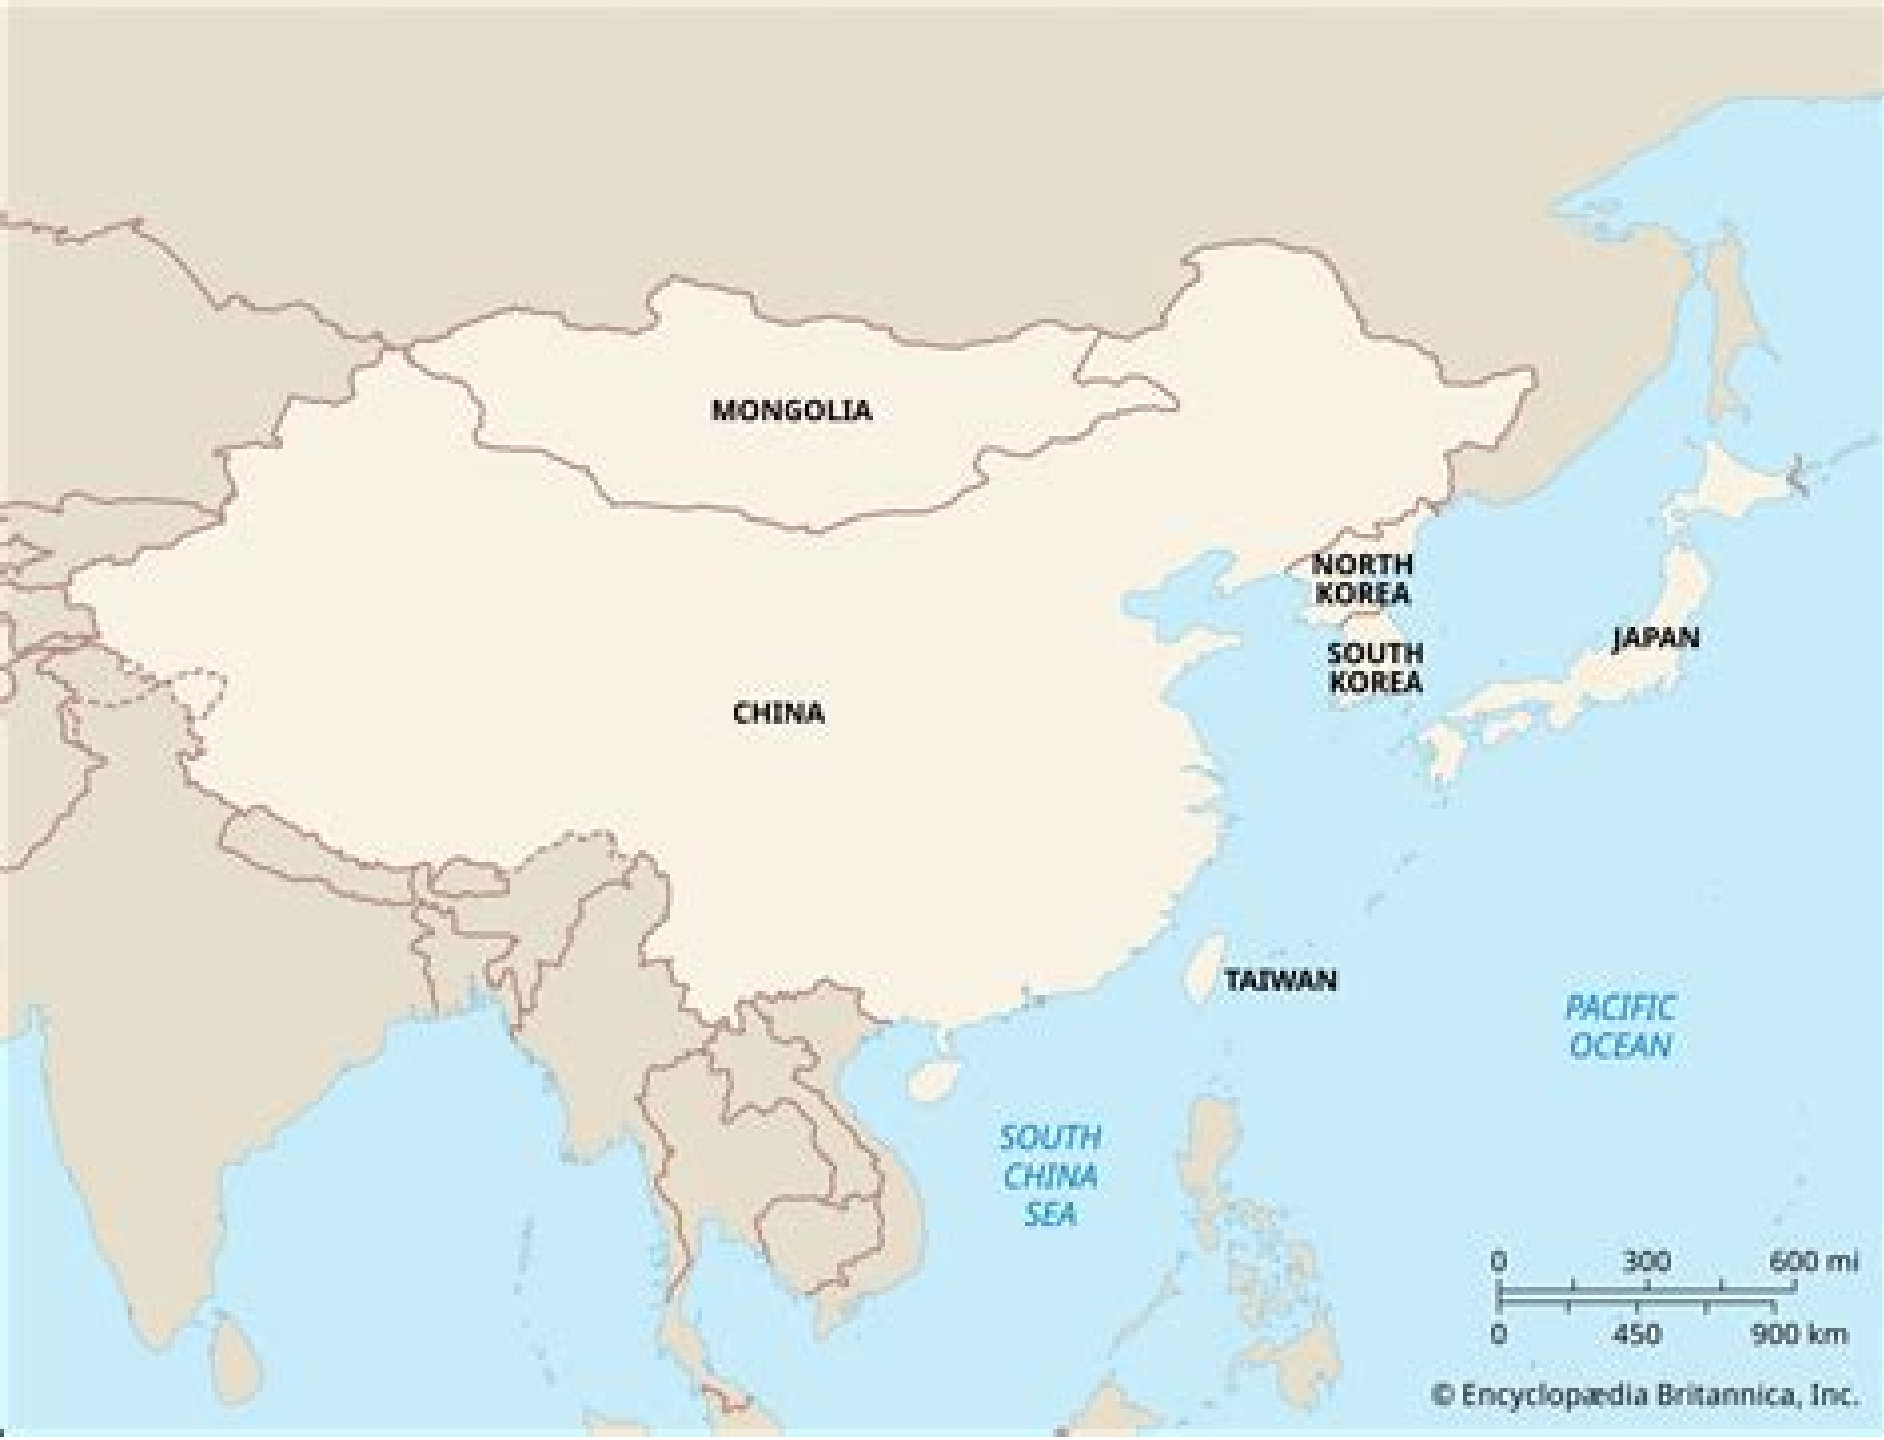 MONGOLIA
NORTH
KOREA
JAPAN
SOUTH
KOREA
CHINA
TAIWAN
PACIFIC
OCEAN
SOUTH
CHINA
SEA
0 300 600 mi
0 450 900 km
© Encyclopædia Britannica, Inc.